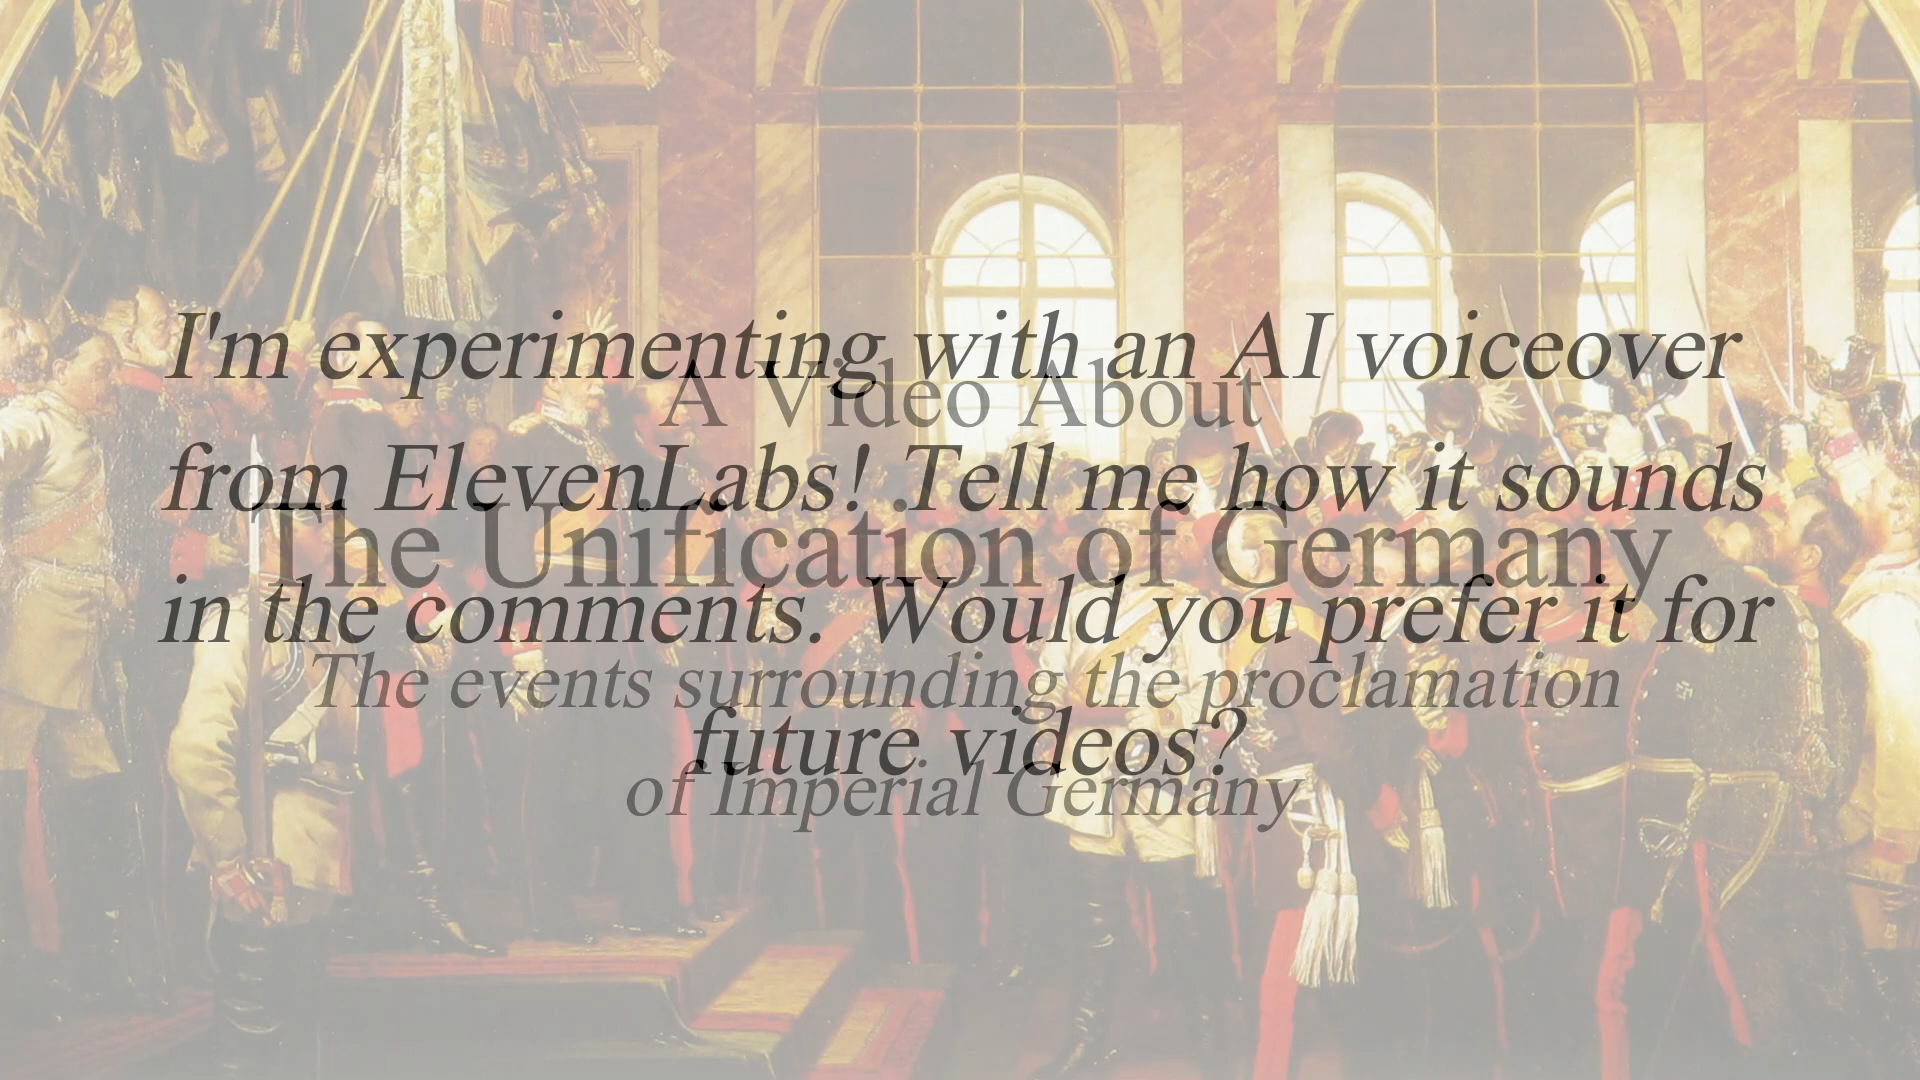 I'm experimenting with an AI voiceover
from ElevenLabs! Tell me how it sounds
in the comments. Would you prefer it for
future videos?
A Video About
The Unification of Germany
The events surrounding the proclamation
of Imperial Germany